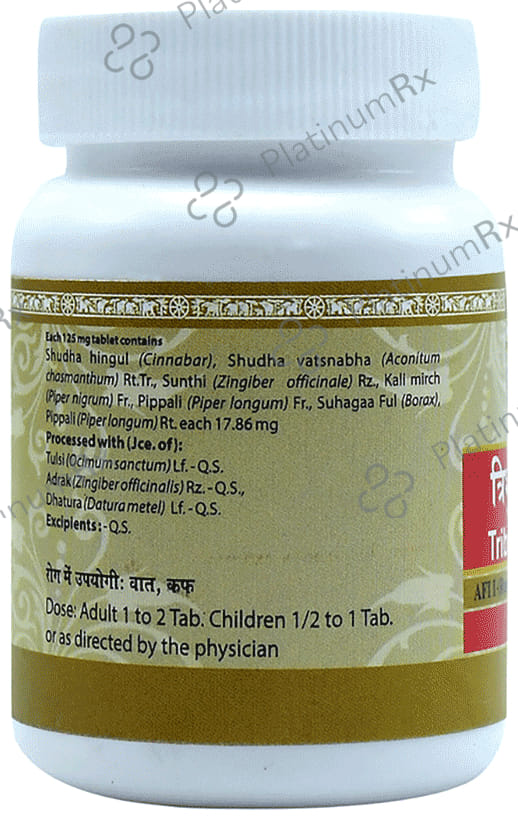 PlatinumRx
PlatinumRx
PlatinumRx
Each 125 mg tablet contains
Shudha hingul (Cinnabar), Shudha vatsnabha (Aconitum
chasmanthum) Rt.Tr., Sunthi (Zingiber officinale) Rz., Kali mirch
(Piper nigrum) Fr., Pippali (Piper longum) Fr., Suhagaa Ful (Borax),
Pippali (Piper longum) Rt. each 17.86 mg
Processed with (Jce. of):
Tulsi (Ocimum sanctum) Lf. - Q.S.
Adrak (Zingiber officinalis) Rz. - Q.S.,
Dhatura (Datura metel) Lf. - Q.S.
Excipients: - Q.S.
रोग में उपयोगी: वात, कफ
Dose: Adult 1 to 2 Tab. Children 1/2 to 1 Tab.
or as directed by the physician
त्रि
Trib
AFI I